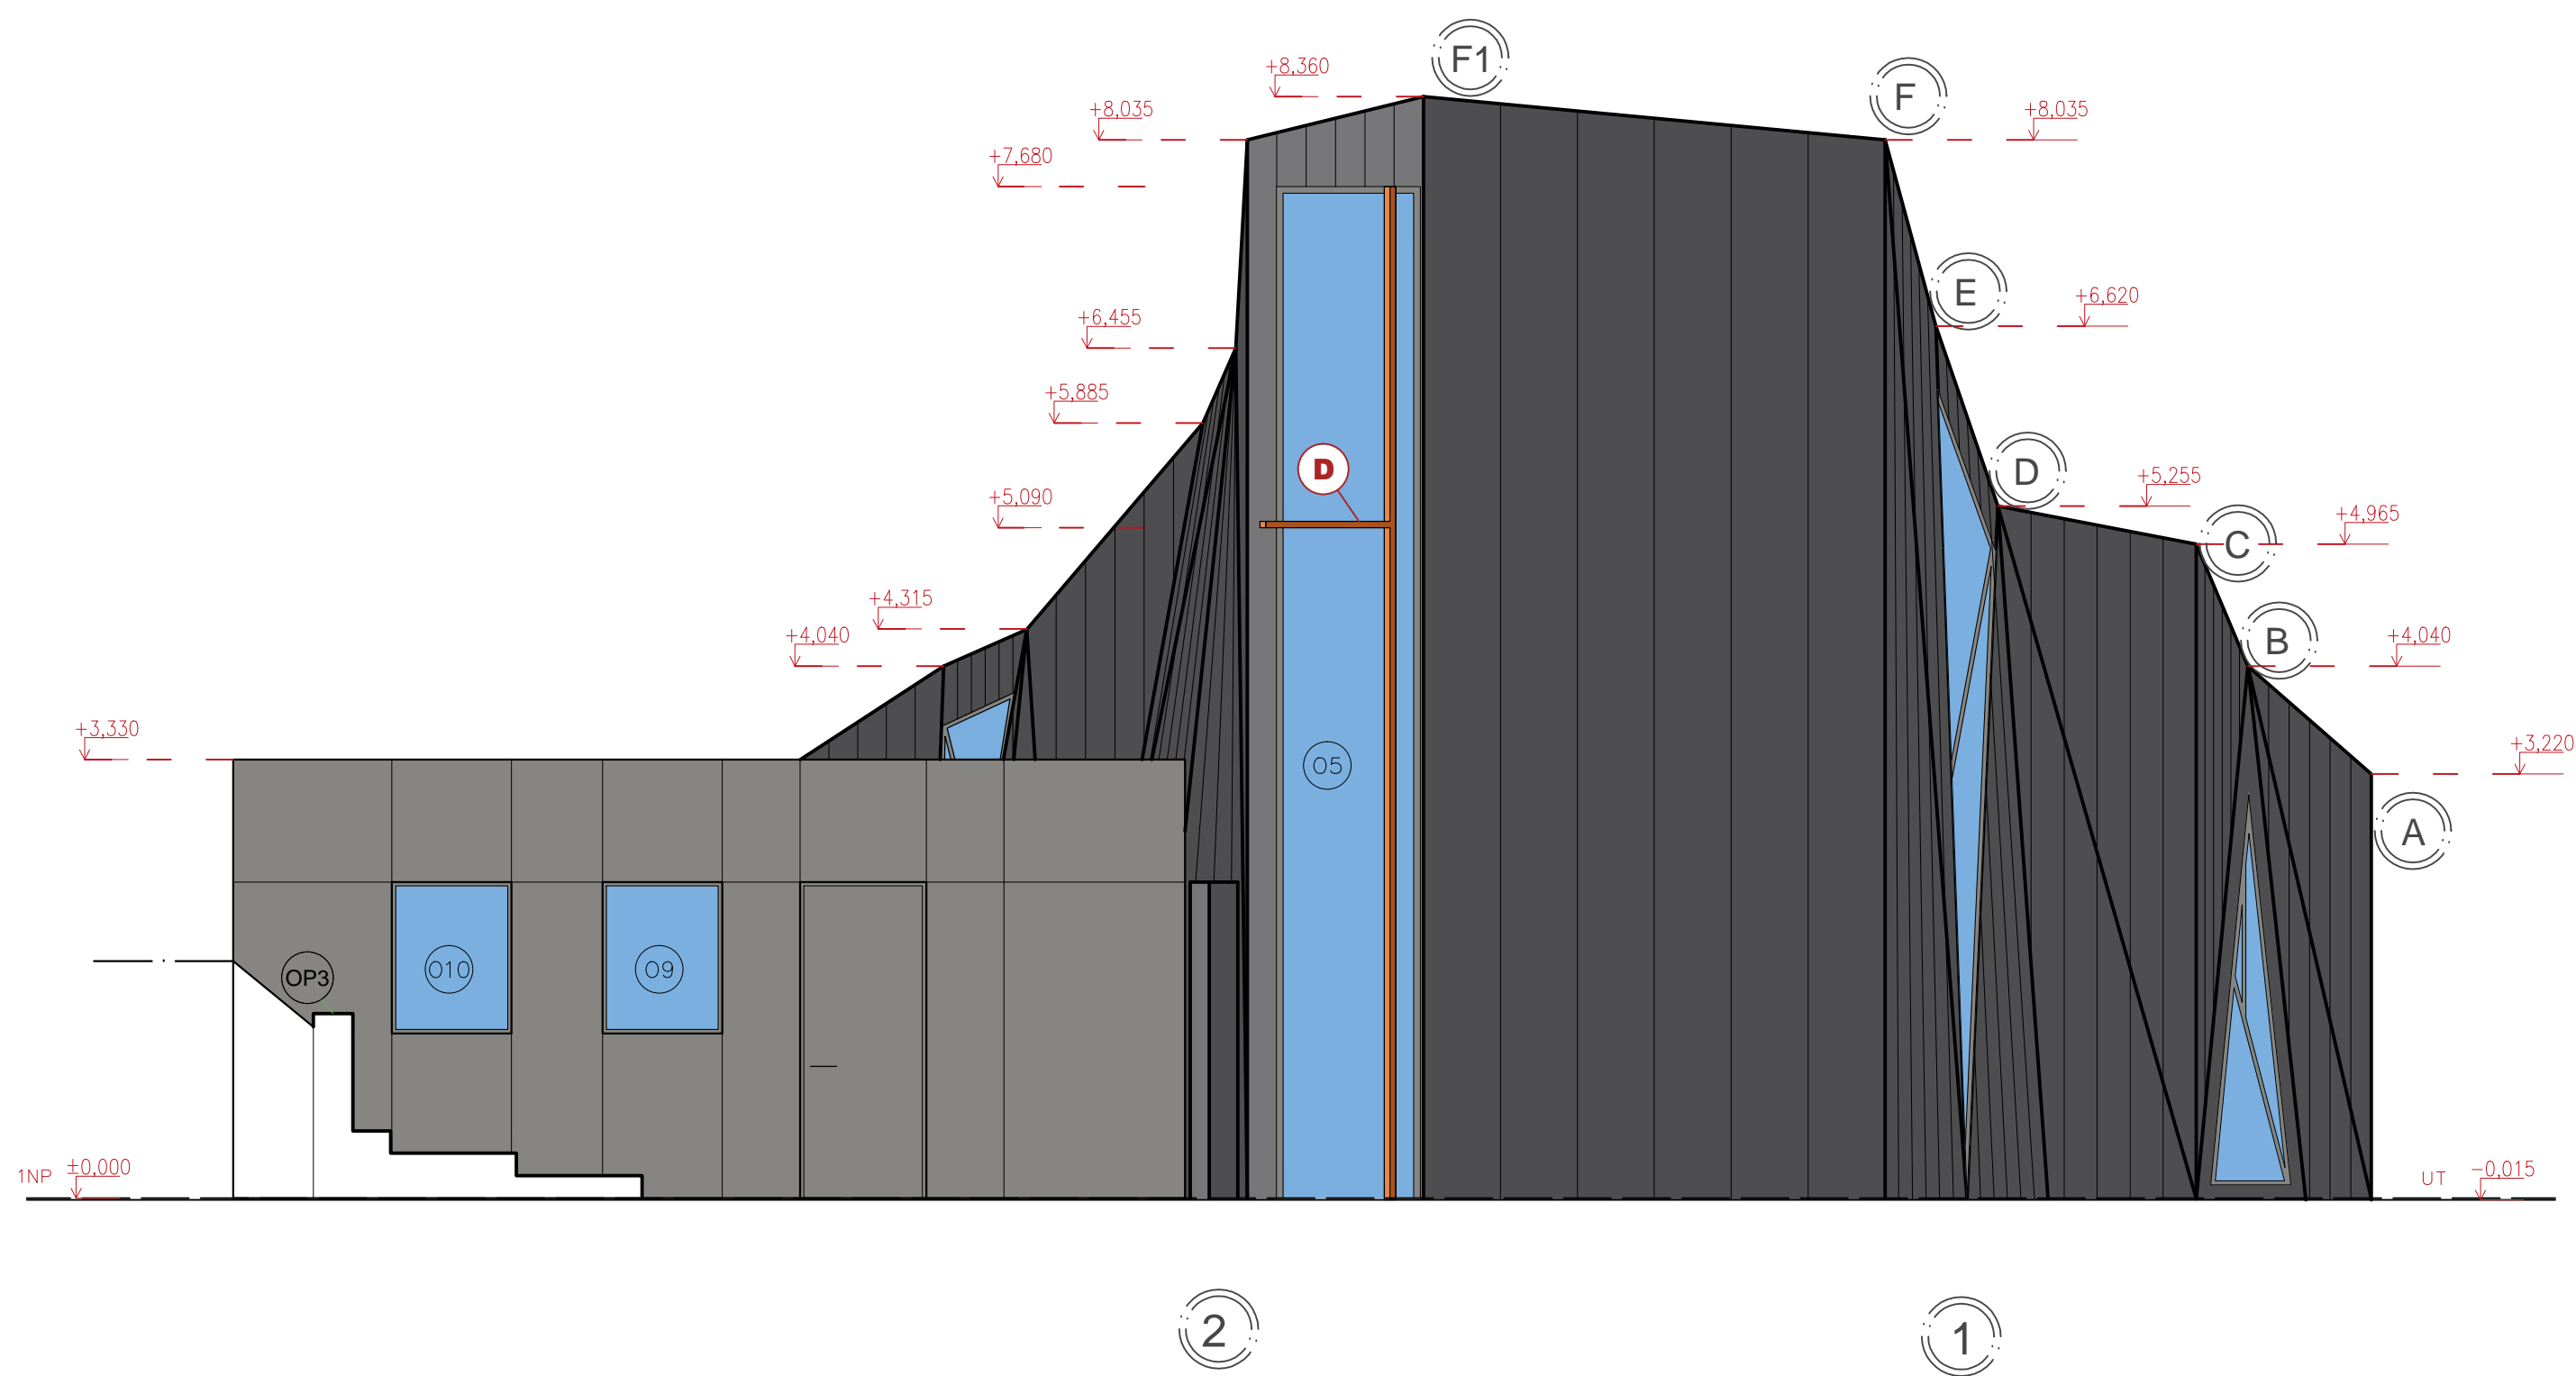 F1
+8,360
F
+8,035
+8,035
+7,680
E
+6,620
+6,455
+5,885
D
D
+5,255
+5,090
+4,965
C
+4,315
B
+4,040
+4,040
+3,330
+3,220
O5
A
OP3
O10
O9
1NP ±0,000
UT -0,015
2
1